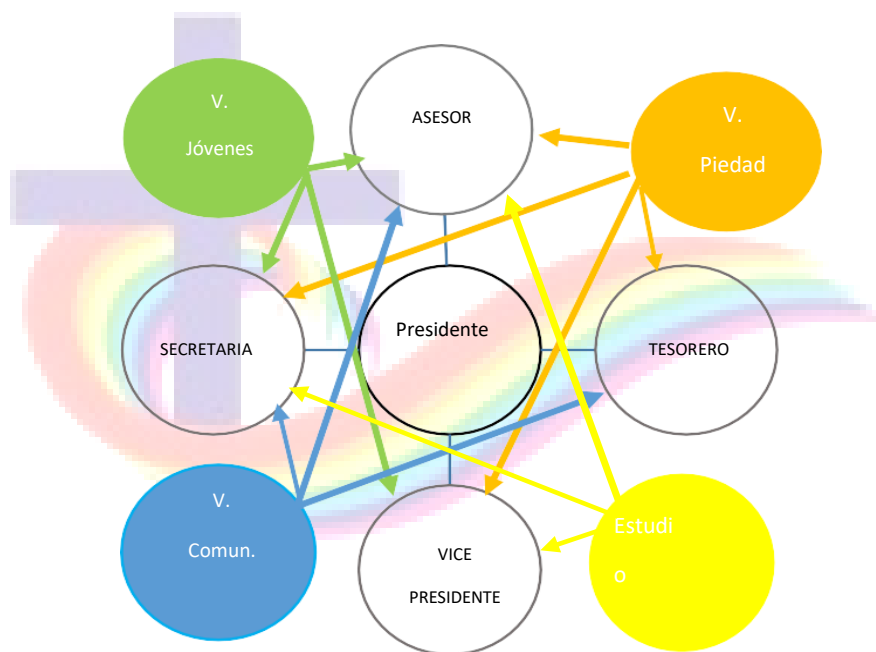 V.
Jóvenes
ASESOR
V.
Piedad
SECRETARIA
Presidente
TESORERO
V.
Comun.
VICE
PRESIDENTE
Estudi
o